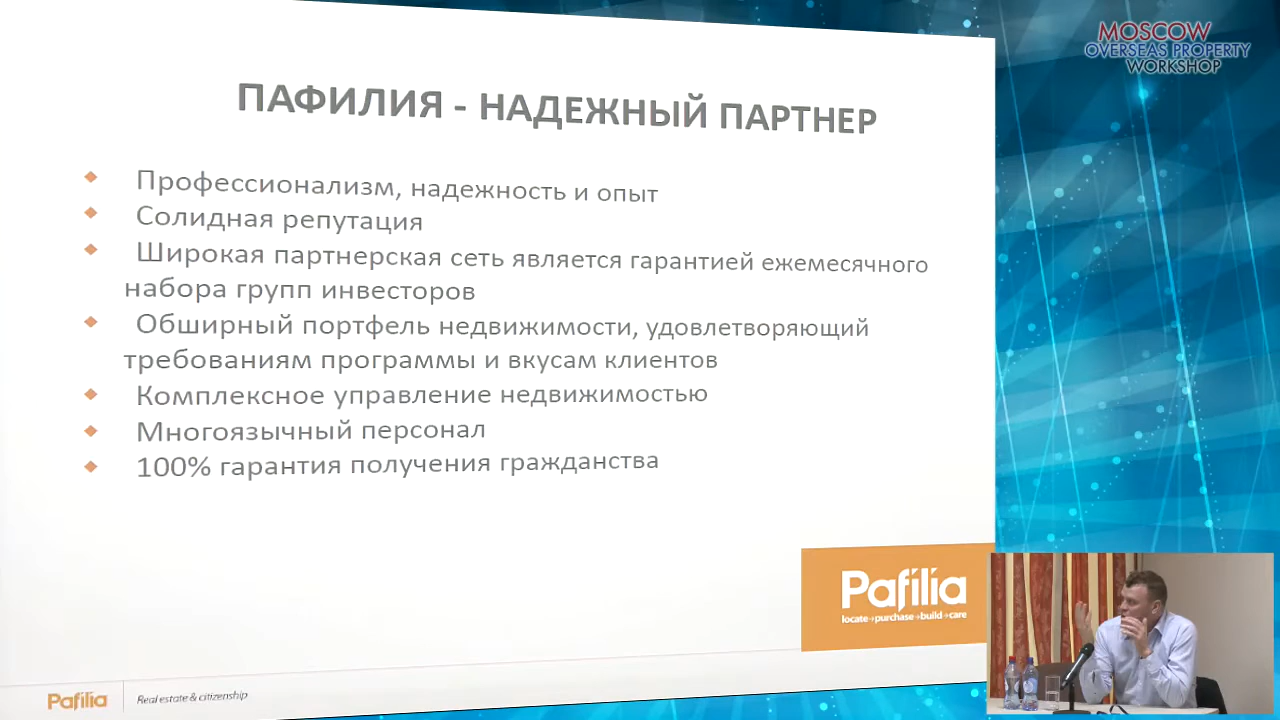 MOSCOW
OVERSEAS PROPERTY
WORKSHOP
ПАФИЛИЯ - НАДЕЖНЫЙ ПАРТНЕР
Профессионализм, надежность и опыт
Солидная репутация
Широкая партнерская сеть является гарантией ежемесячного
набора групп инвесторов
Обширный портфель недвижимости, удовлетворяющий
требованиям программы и вкусам клиентов
Комплексное управление недвижимостью
Многоязычный персонал
100% гарантия получения гражданства
Pafilia
locate→purchase→build→care
Pafilia
Real estate & citizenship